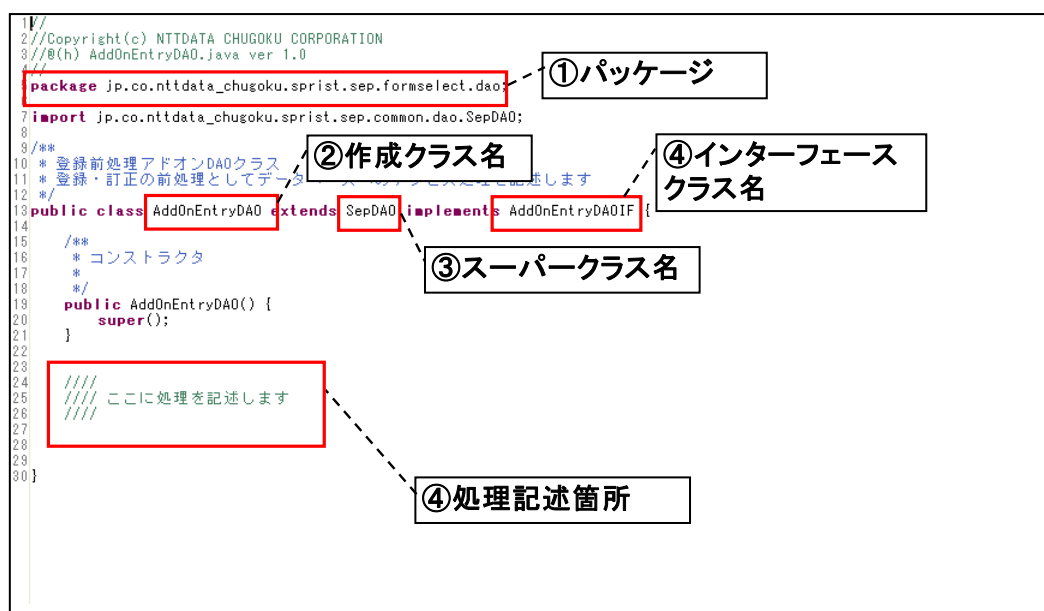 1 //
2 //Copyright(c) NTTDATA CHUGOKU CORPORATION
3 //@(h) AddOnEntryDAO.java ver 1.0
4 //
5 package jp.co.nttdata_chugoku.sprist.sep.formselect.dao;
①パッケージ
7 import jp.co.nttdata_chugoku.sprist.sep.common.dao.SepDAO;
8
9 /**
10 * 登録前処理アドオンDAOクラス
②作成クラス名
④インターフェース
クラス名
11 * 登録・訂正の前処理としてデータ
12 */
13 public class AddOnEntryDAO extends SepDAO implements AddOnEntryDAOIF {
14
15 /**
16 * コンストラクタ
17 *
18 */
③スーパークラス名
19 public AddOnEntryDAO() {
20 super();
21 }
22
23
24 ////
25 //// ここに処理を記述します
26 ////
27
28
29
30 }
④処理記述箇所